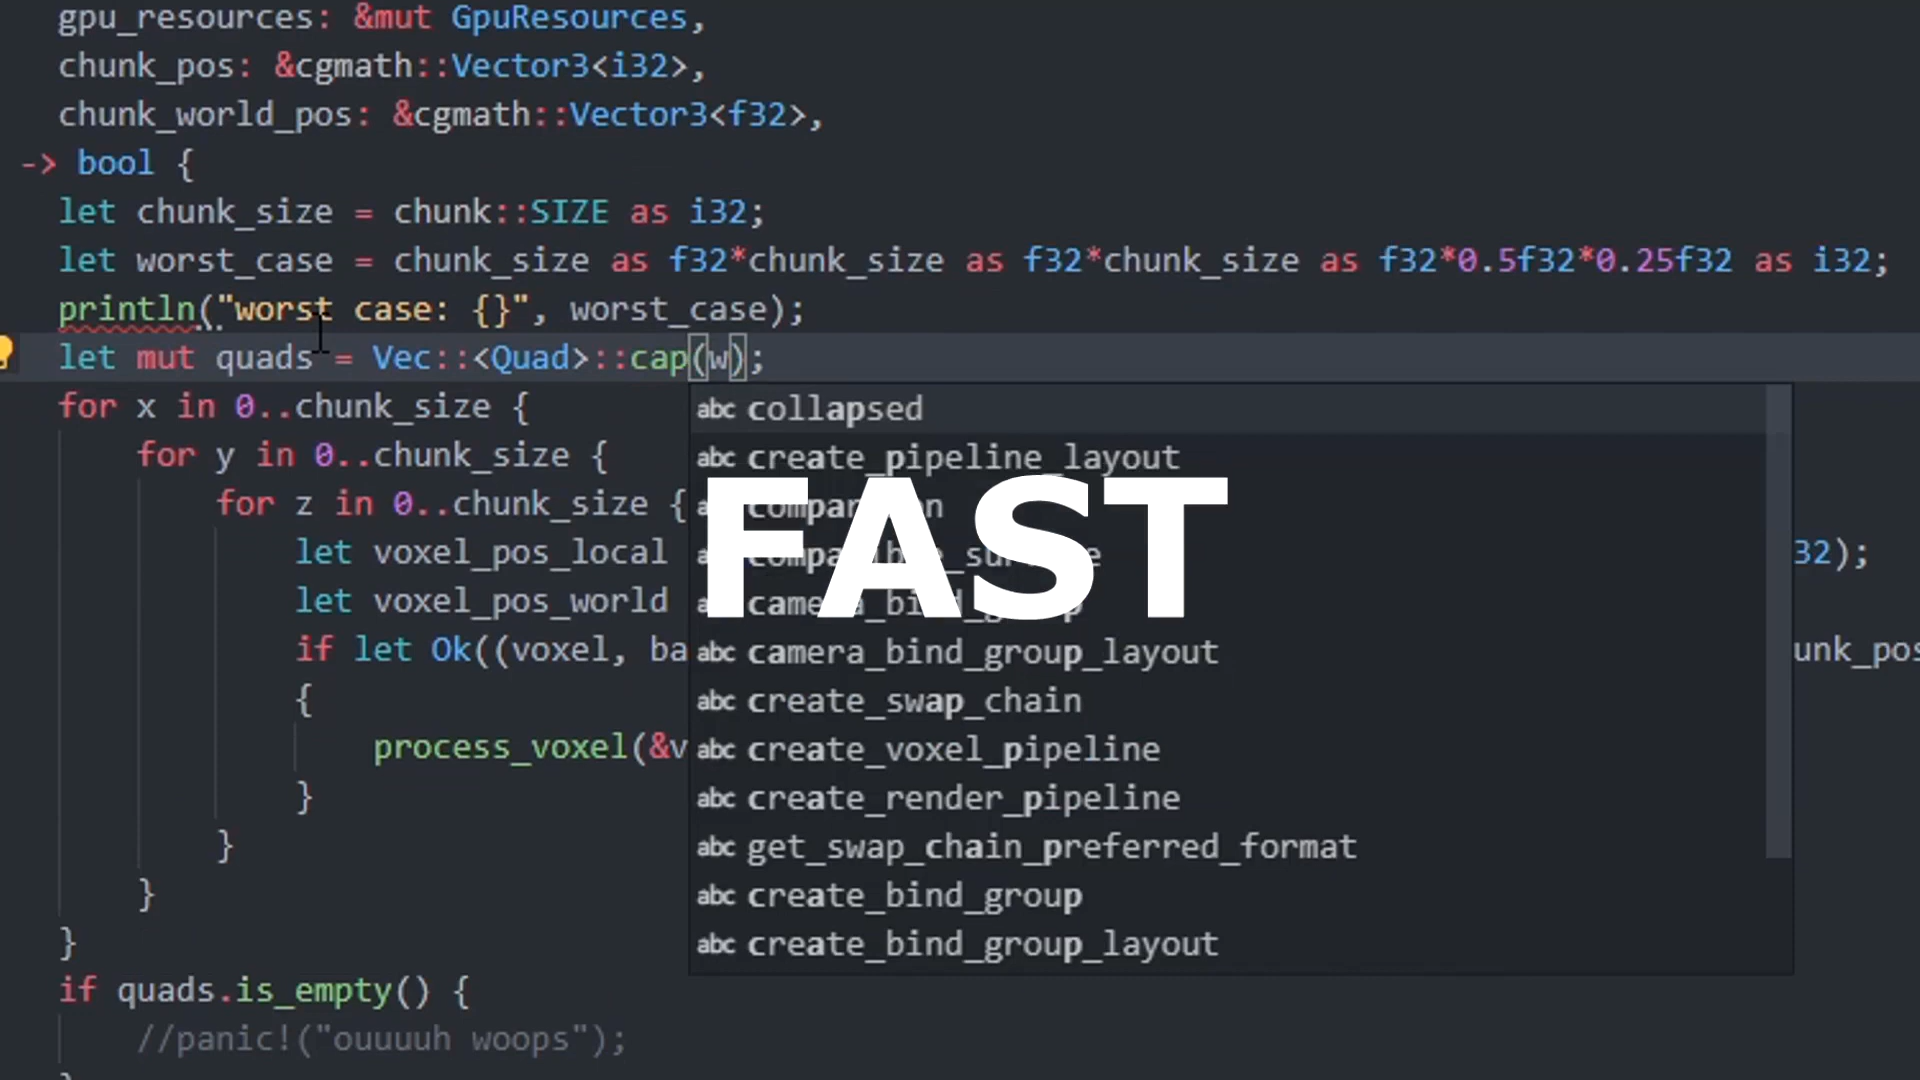 gpu_resources: &mut GpuResources,
chunk_pos: &cgmath::Vector3<i32>,
chunk_world_pos: &cgmath::Vector3<f32>,
-> bool {
let chunk_size = chunk::SIZE as i32;
let worst_case = chunk_size as f32*chunk_size as f32*chunk_size as f32*0.5f32*0.25f32 as i32;
println("worst case: {}", worst_case);
let mut quads = Vec::<Quad>::cap(w);
for x in 0..chunk_size {
for y in 0..chunk_size {
for z in 0..chunk_size {
let voxel_pos_local 32);
let voxel_pos_world
if let Ok((voxel, ba unk_pos
{
process_voxel(&v
}
}
}
}
if quads.is_empty() {
//panic!("ouuuuh woops");
}
abc collapsed
abc create_pipeline_layout
FAST
abc camera_bind_group_layout
abc create_swap_chain
abc create_voxel_pipeline
abc create_render_pipeline
abc get_swap_chain_preferred_format
abc create_bind_group
abc create_bind_group_layout